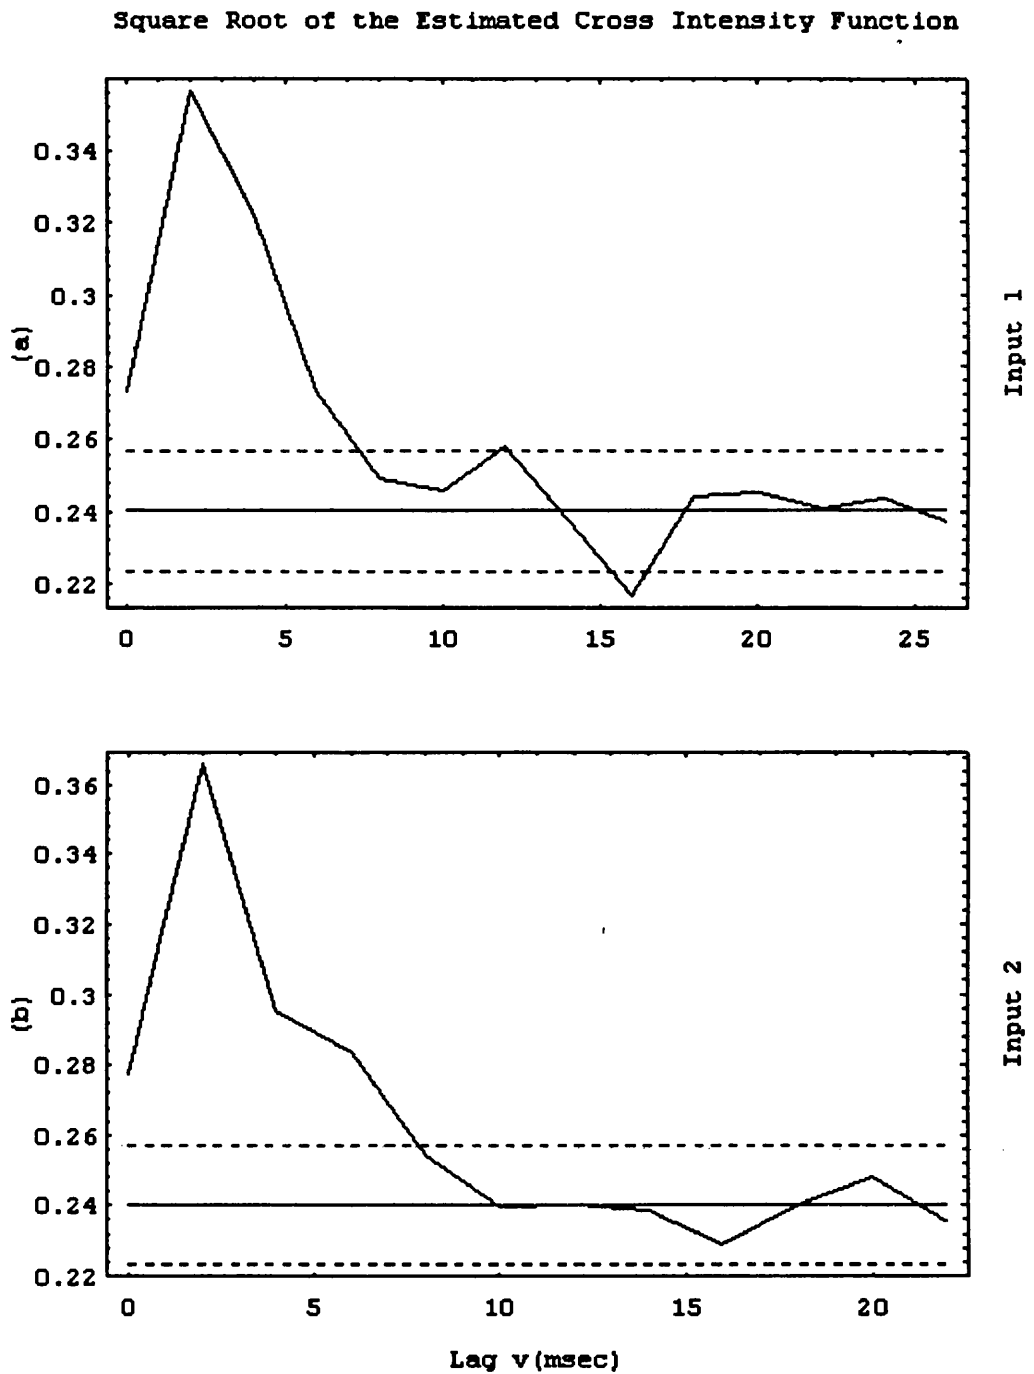 Square Root of the Estimated Cross Intensity Function
(a)
0.34
0.32
0.3
0.28
0.26
0.24
0.22
0 5 10 15 20 25
Input 1
(b)
0.36
0.34
0.32
0.3
0.28
0.26
0.24
0.22
0 5 10 15 20
Input 2
Lag v(msec)